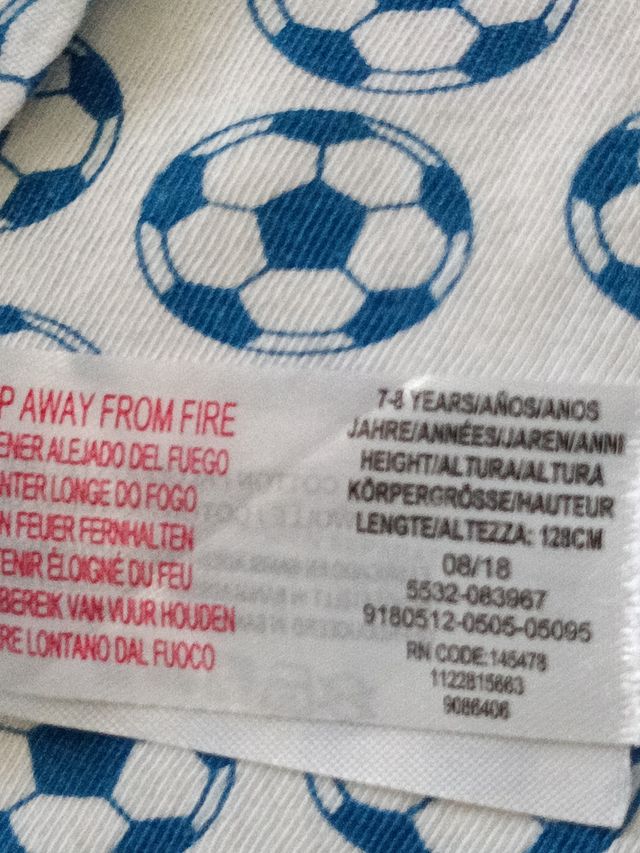 P AWAY FROM FIRE
ENER ALEJADO DEL FUEGO
NTER LONGE DO FOGO
N FEUER FERNHALTEN
TENIR ÉLOIGNÉ DU FEU
BEREIK VAN VUUR HOUDEN
RE LONTANO DAL FUOCO
7-8 YEARS/AÑOS/ANOS
JAHRE/ANNÉES/JAREN/ANNI
HEIGHT/ALTURA/ALTURA
KÖRPERGRÖSSE/HAUTEUR
LENGTE/ALTEZZA: 128CM
08/18
5532-083967
9180512-0505-05095
RN CODE:145478
1122815663
9086406